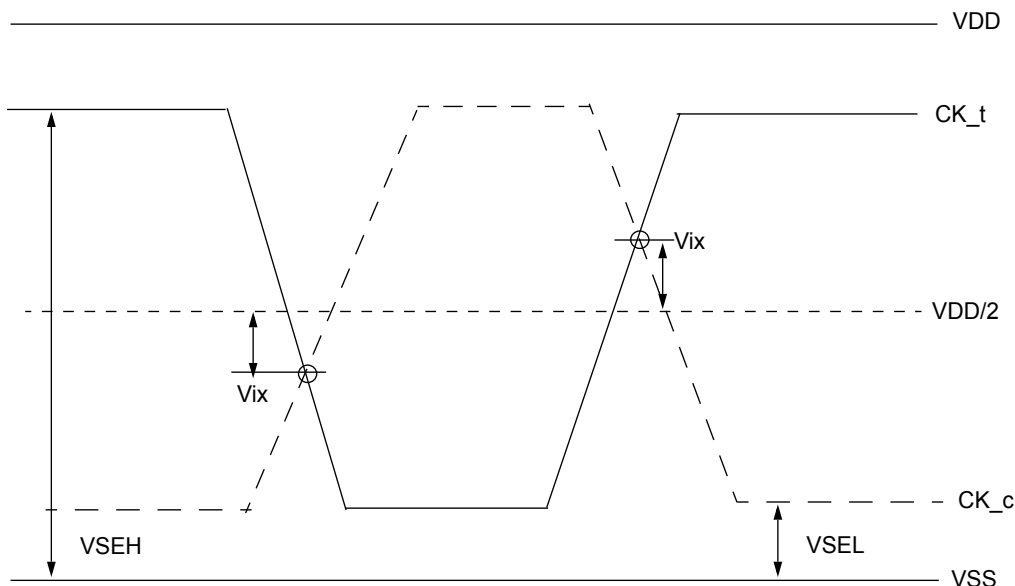 VDD
CK_t
Vix
VDD/2
Vix
CK_c
VSEH
VSEL
VSS